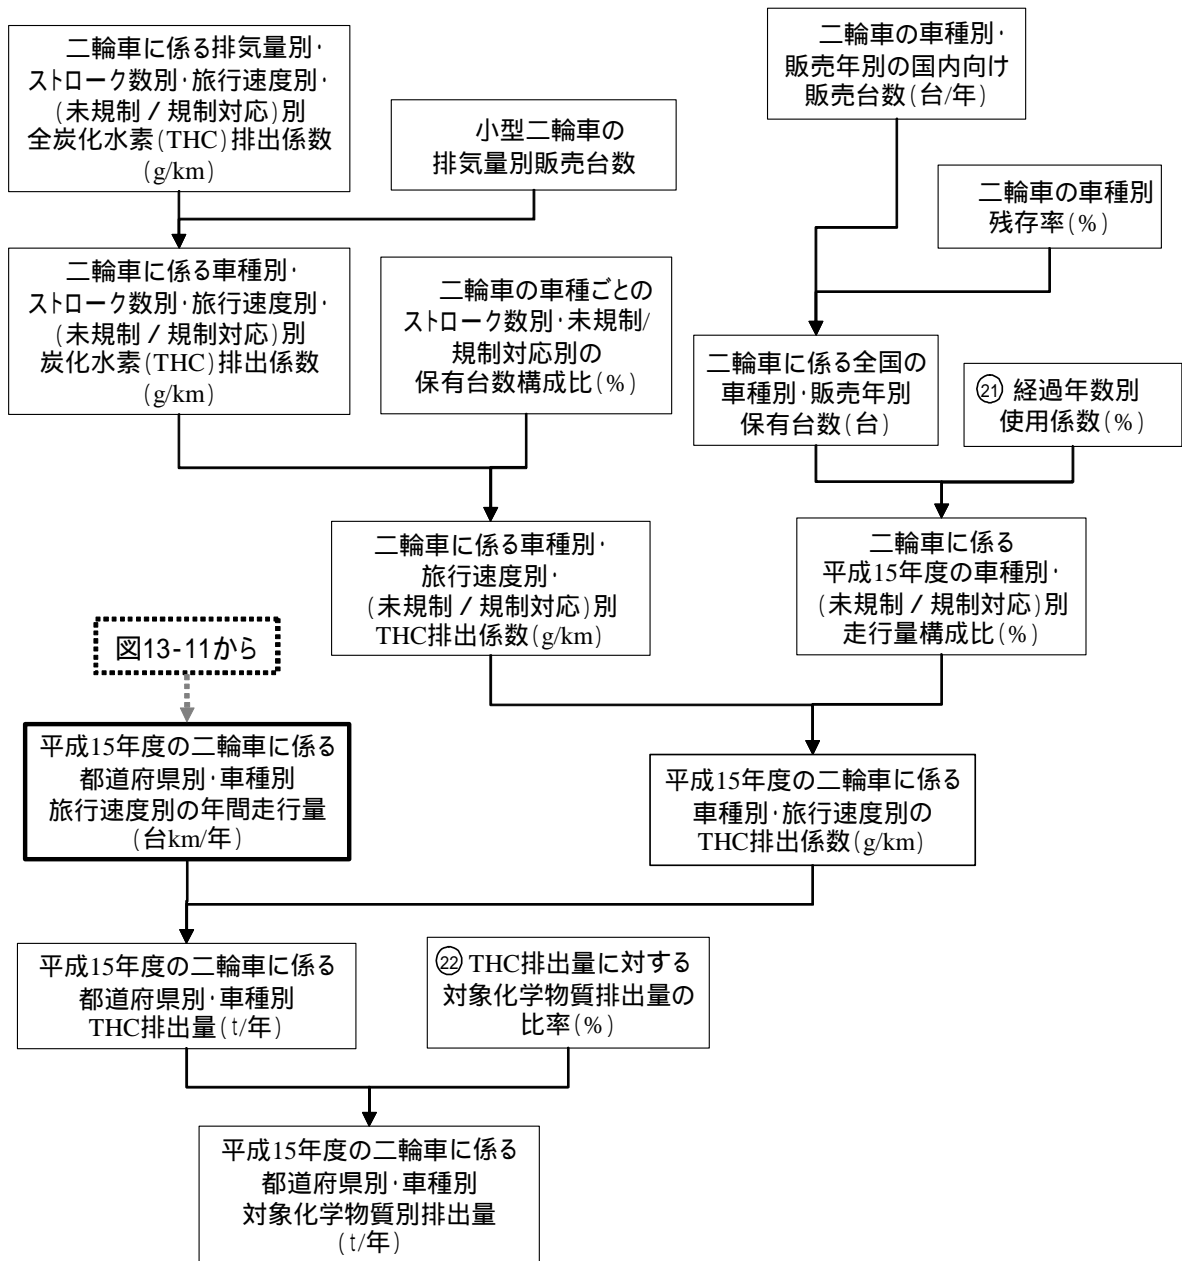 二輪車に係る排気量別・
ストローク数別・旅行速度別・
(未規制/規制対応)別
全炭化水素(THC)排出係数
(g/km)
小型二輪車の
排気量別販売台数
二輪車の車種別・
販売年別の国内向け
販売台数(台/年)
二輪車の車種別
残存率(%)
二輪車に係る車種別・
ストローク数別・旅行速度別・
(未規制/規制対応)別
炭化水素(THC)排出係数
(g/km)
二輪車の車種ごとの
ストローク数別・未規制/
規制対応別の
保有台数構成比(%)
二輪車に係る全国の
車種別・販売年別
保有台数(台)
㉑ 経過年数別
使用係数(%)
二輪車に係る車種別・
旅行速度別・
(未規制/規制対応)別
THC排出係数(g/km)
二輪車に係る
平成15年度の車種別・
(未規制/規制対応)別
走行量構成比(%)
図13-11から
平成15年度の二輪車に係る
都道府県別・車種別
旅行速度別の年間走行量
(台km/年)
平成15年度の二輪車に係る
車種別・旅行速度別の
THC排出係数(g/km)
平成15年度の二輪車に係る
都道府県別・車種別
THC排出量(t/年)
㉒ THC排出量に対する
対象化学物質排出量の
比率(%)
平成15年度の二輪車に係る
都道府県別・車種別
対象化学物質別排出量
(t/年)